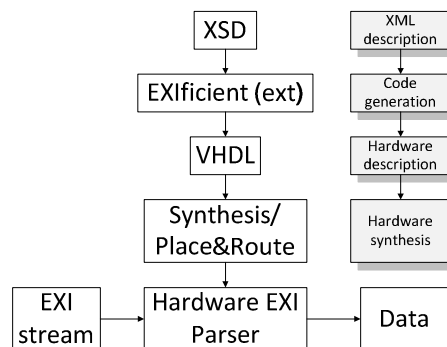 XSD
XML
description
EXIficient (ext)
Code
generation
VHDL
Hardware
description
Synthesis/
Place&Route
Hardware
synthesis
EXI
stream
Hardware EXI
Parser
Data